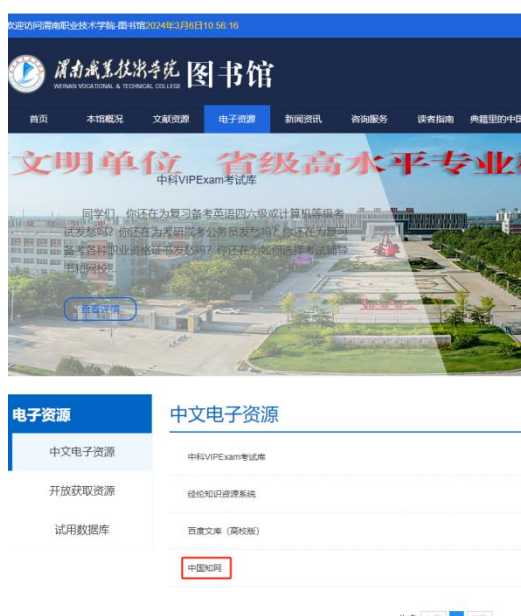 欢迎访问渭南职业技术学院-图书馆2024年3月6日10:56:16
渭南职业技术学院 图书馆
WEINAN VOCATIONAL & TECHNICAL COLLEGE
首页 本馆概况 文献资源 电子资源 新闻资讯 咨询服务 读者指南 典籍里的中国
文明单位 省级高水平专业
中科VIPExam考试库
同学们，你还在为复习备考英语四六级或计算机等级考
试发愁吗？你还在为考研或考公务员发愁吗？你还在为复习
备考各种职业资格证书发愁吗？你还在为如何选择考试辅导
书和网校
查看详情
电子资源
中文电子资源
开放获取资源
试用数据库
中文电子资源
中科VIPExam考试库
经纶知识资源系统
百度文库（高校版）
中国知网